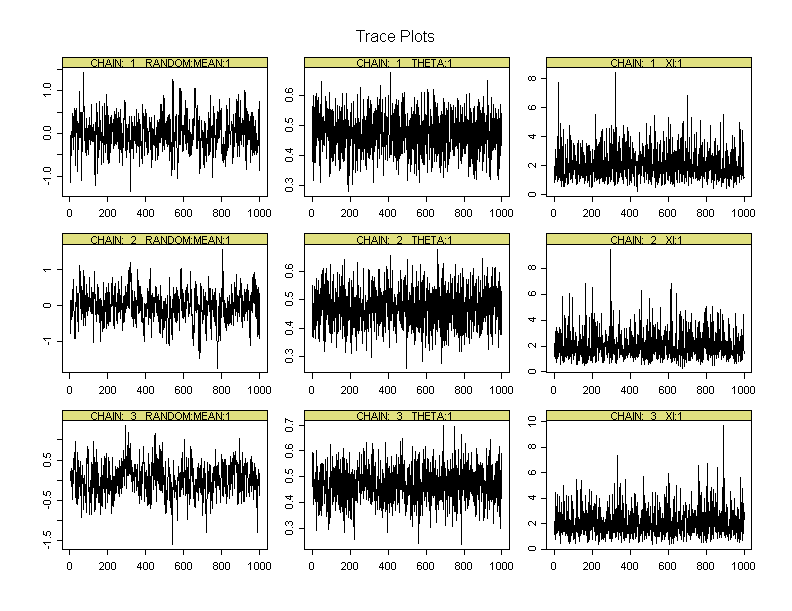 Trace Plots
CHAIN: 1 RANDOM:MEAN:1
CHAIN: 1 THETA:1
CHAIN: 1 XI:1
-1.0 0.0 1.0
0.3 0.4 0.5 0.6
0 2 4 6 8
0 200 400 600 800 1000
0 200 400 600 800 1000
0 200 400 600 800 1000
CHAIN: 2 RANDOM:MEAN:1
CHAIN: 2 THETA:1
CHAIN: 2 XI:1
-1 0 1
0.3 0.4 0.5 0.6
0 2 4 6 8
0 200 400 600 800 1000
0 200 400 600 800 1000
0 200 400 600 800 1000
CHAIN: 3 RANDOM:MEAN:1
CHAIN: 3 THETA:1
CHAIN: 3 XI:1
-1.5 -0.5 0.5
0.3 0.4 0.5 0.6 0.7
0 2 4 6 8 10
0 200 400 600 800 1000
0 200 400 600 800 1000
0 200 400 600 800 1000